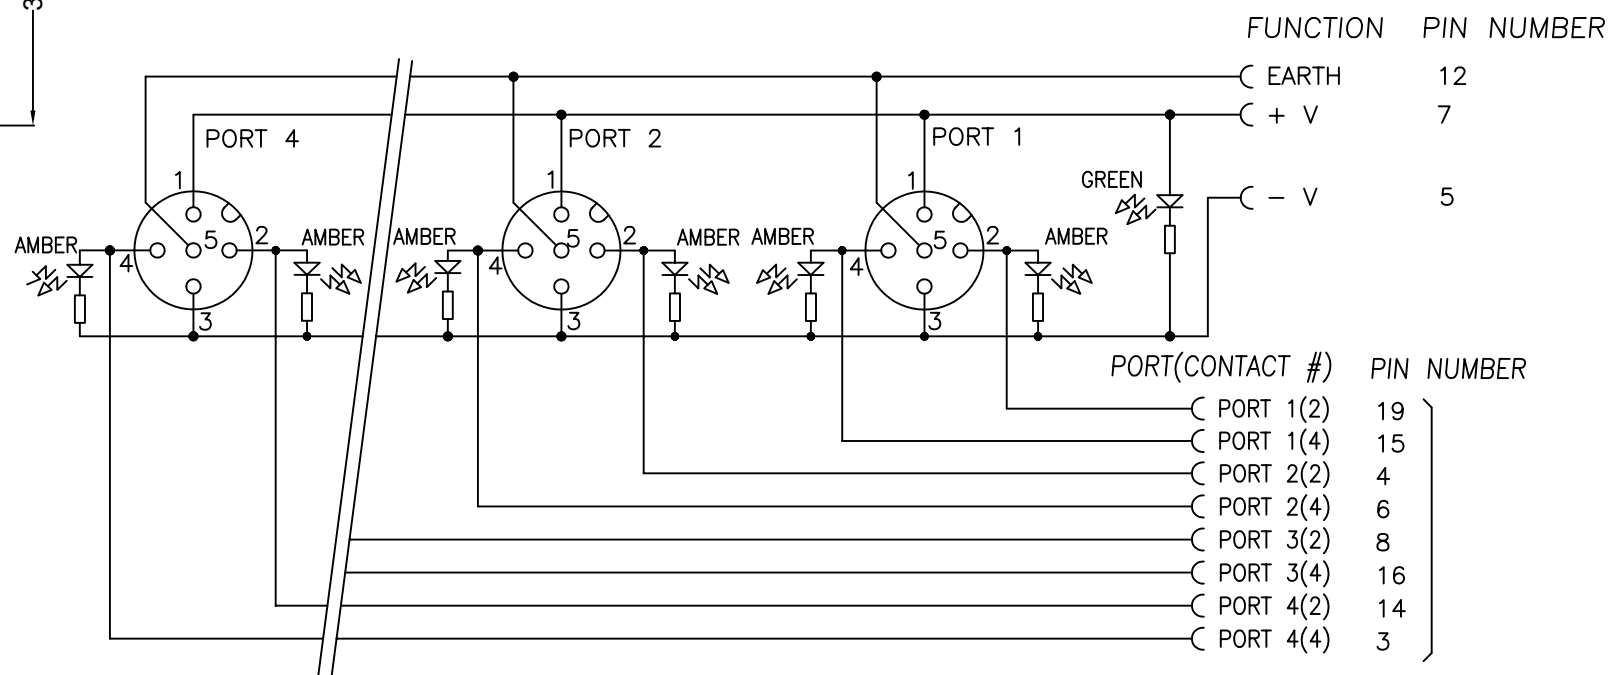 3
FUNCTION PIN NUMBER
EARTH 12
+ V 7
- V 5
PORT 4
PORT 2
PORT 1
GREEN
1
1
1
AMBER
4
5
2
AMBER
AMBER
4
5
2
AMBER
AMBER
4
5
2
AMBER
3
3
3
PORT(CONTACT #) PIN NUMBER
PORT 1(2) 19
PORT 1(4) 15
PORT 2(2) 4
PORT 2(4) 6
PORT 3(2) 8
PORT 3(4) 16
PORT 4(2) 14
PORT 4(4) 3